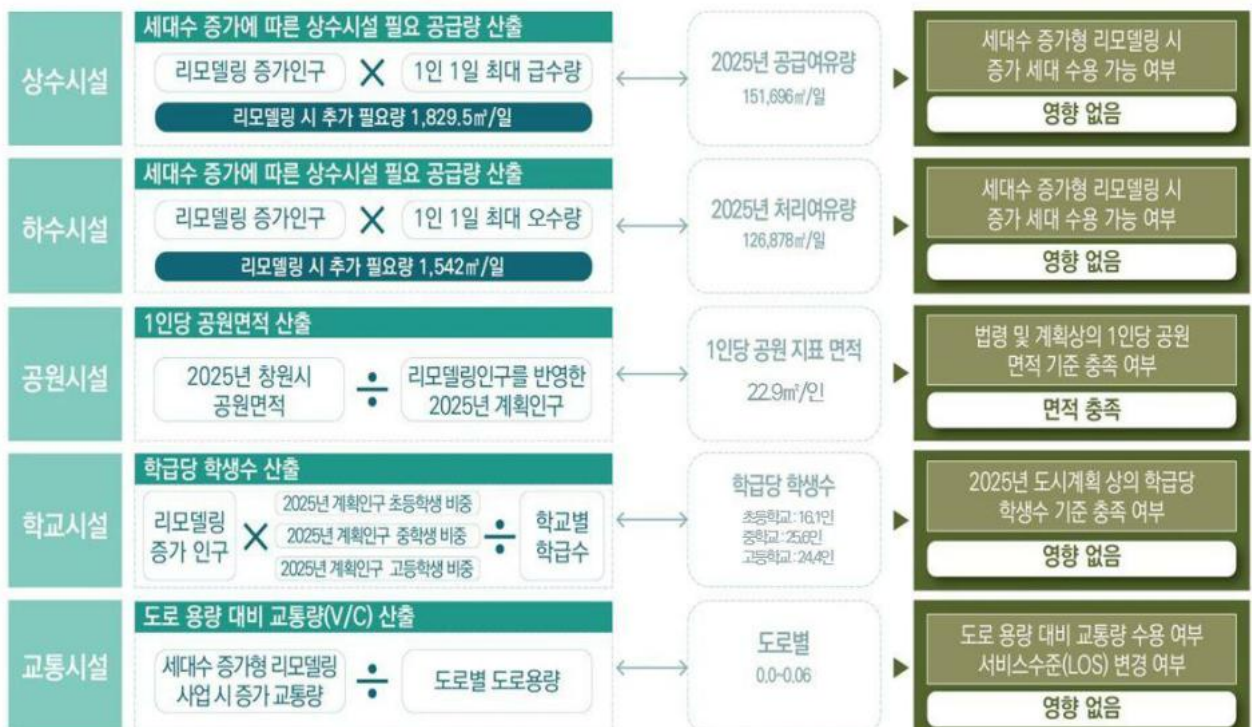 상수시설
세대수 증가에 따른 상수시설 필요 공급량 산출
리모델링 증가인구 × 1인 1일 최대 급수량
리모델링 시 추가 필요량 1,829.5㎥/일
2025년 공급여유량
151,696㎥/일
세대수 증가형 리모델링 시
증가 세대 수용 가능 여부
영향 없음
하수시설
세대수 증가에 따른 상수시설 필요 공급량 산출
리모델링 증가인구 × 1인 1일 최대 오수량
리모델링 시 추가 필요량 1,542㎥/일
2025년 처리여유량
126,878㎥/일
세대수 증가형 리모델링 시
증가 세대 수용 가능 여부
영향 없음
공원시설
1인당 공원면적 산출
2025년 창원시
공원면적
÷
리모델링인구를 반영한
2025년 계획인구
1인당 공원 지표 면적
22.9㎡/인
법령 및 계획상의 1인당 공원
면적 기준 충족 여부
면적 충족
학교시설
학급당 학생수 산출
리모델링
증가 인구
×
2025년 계획인구 초등학생 비중
2025년 계획인구 중학생 비중
2025년 계획인구 고등학생 비중
÷
학교별
학급수
학급당 학생수
초등학교 : 16.1인
중학교 : 25.6인
고등학교 : 24.4인
2025년 도시계획 상의 학급당
학생수 기준 충족 여부
영향 없음
교통시설
도로 용량 대비 교통량(V/C) 산출
세대수 증가형 리모델링
사업 시 증가 교통량
÷
도로별 도로용량
도로별
0.0~0.06
도로 용량 대비 교통량 수용 여부
서비스수준(LOS) 변경 여부
영향 없음